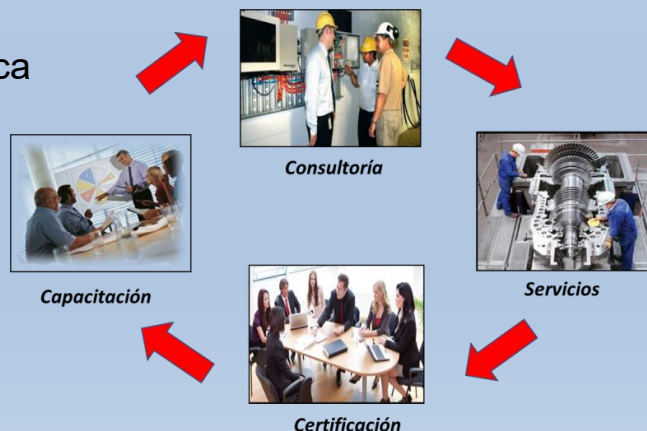 ca
Consultoría
Capacitación
Servicios
Certificación